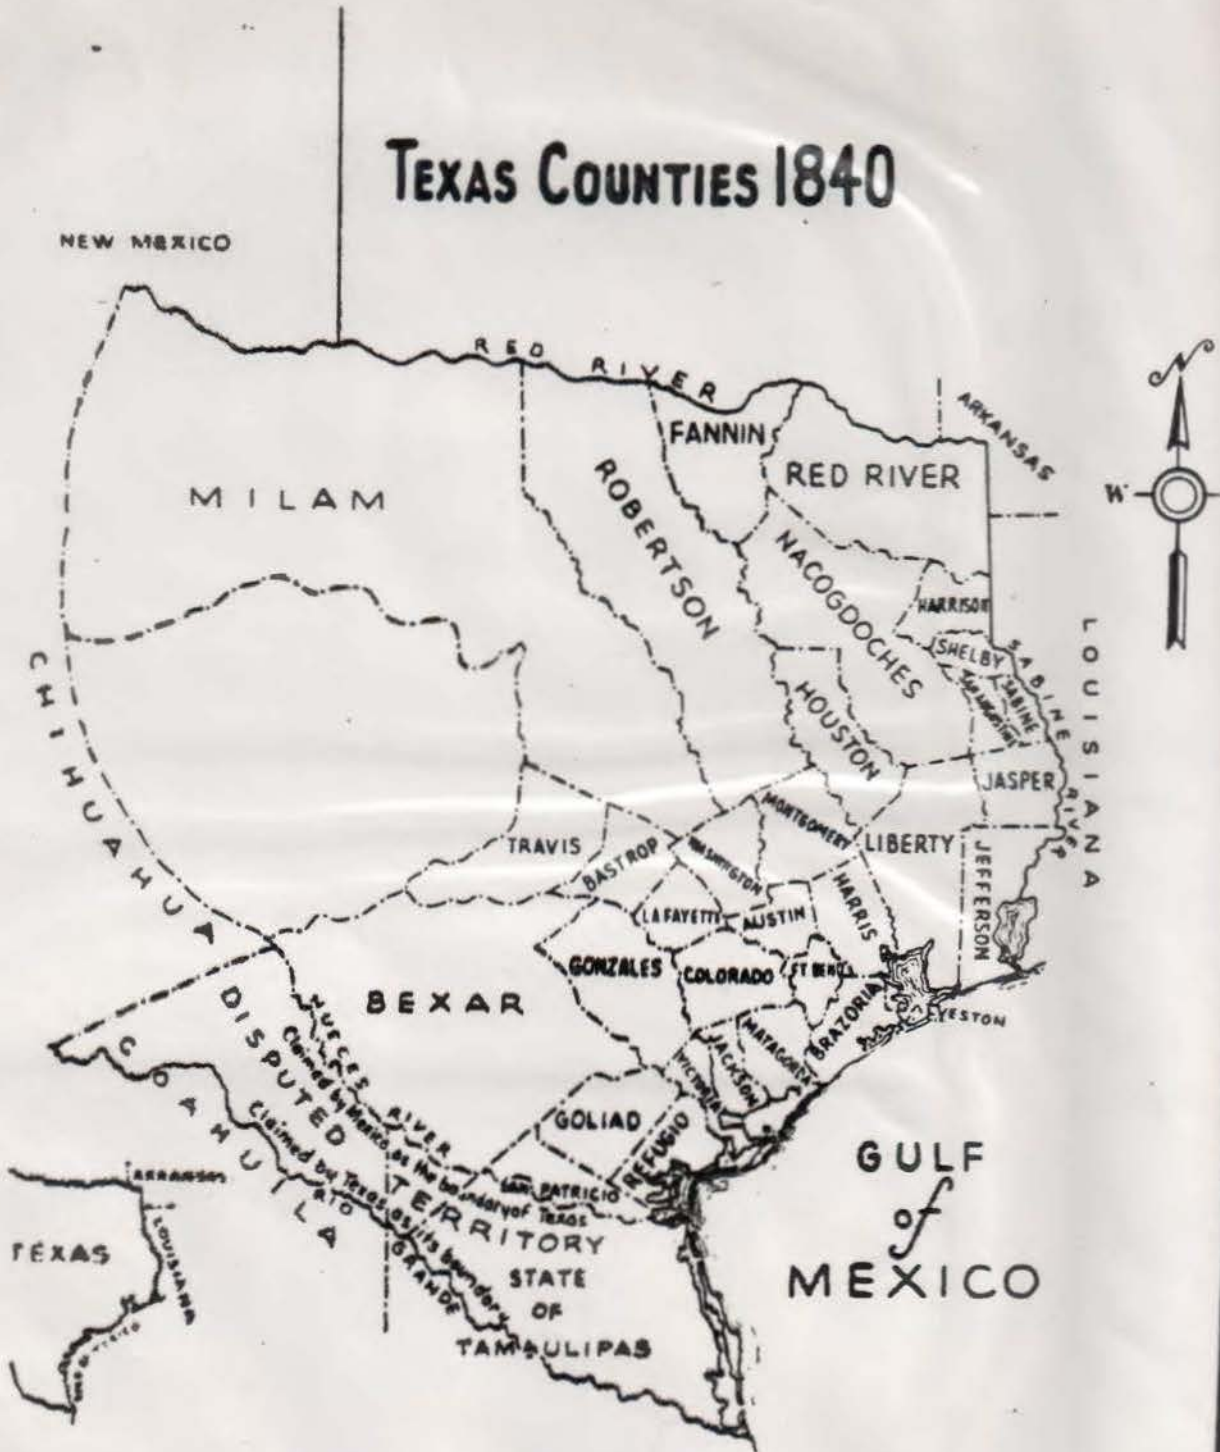 TEXAS COUNTIES 1840
NEW MEXICO
RED RIVER
ARKANSAS
N
W
FANNIN
RED RIVER
MILAM
ROBERTSON
NACOGDOCHES
HARRISON
SHELBY
SABINE
SABINE RIVER
LOUISIANA
HOUSTON
JASPER
CHIHUAHUA
TRAVIS
BASTROP
WASHINGTON
MONTGOMERY
LIBERTY
JEFFERSON
LA FAYETTE
AUSTIN
HARRIS
GONZALES
COLORADO
FT BEND
BEXAR
BRAZORIA
VESTON
MATAGORDA
JACKSON
VICTORIA
NUECES RIVER
Claimed by Mexico as the boundary of Texas
DISPUTED TERRITORY
COAHUILA
Claimed by Texas as its boundary
RIO GRANDE
GOLIAD
REFUGIO
SAN PATRICIO
GULF
of
MEXICO
STATE
OF
TAMAULIPAS
ARKANSAS
TEXAS
LOUISIANA